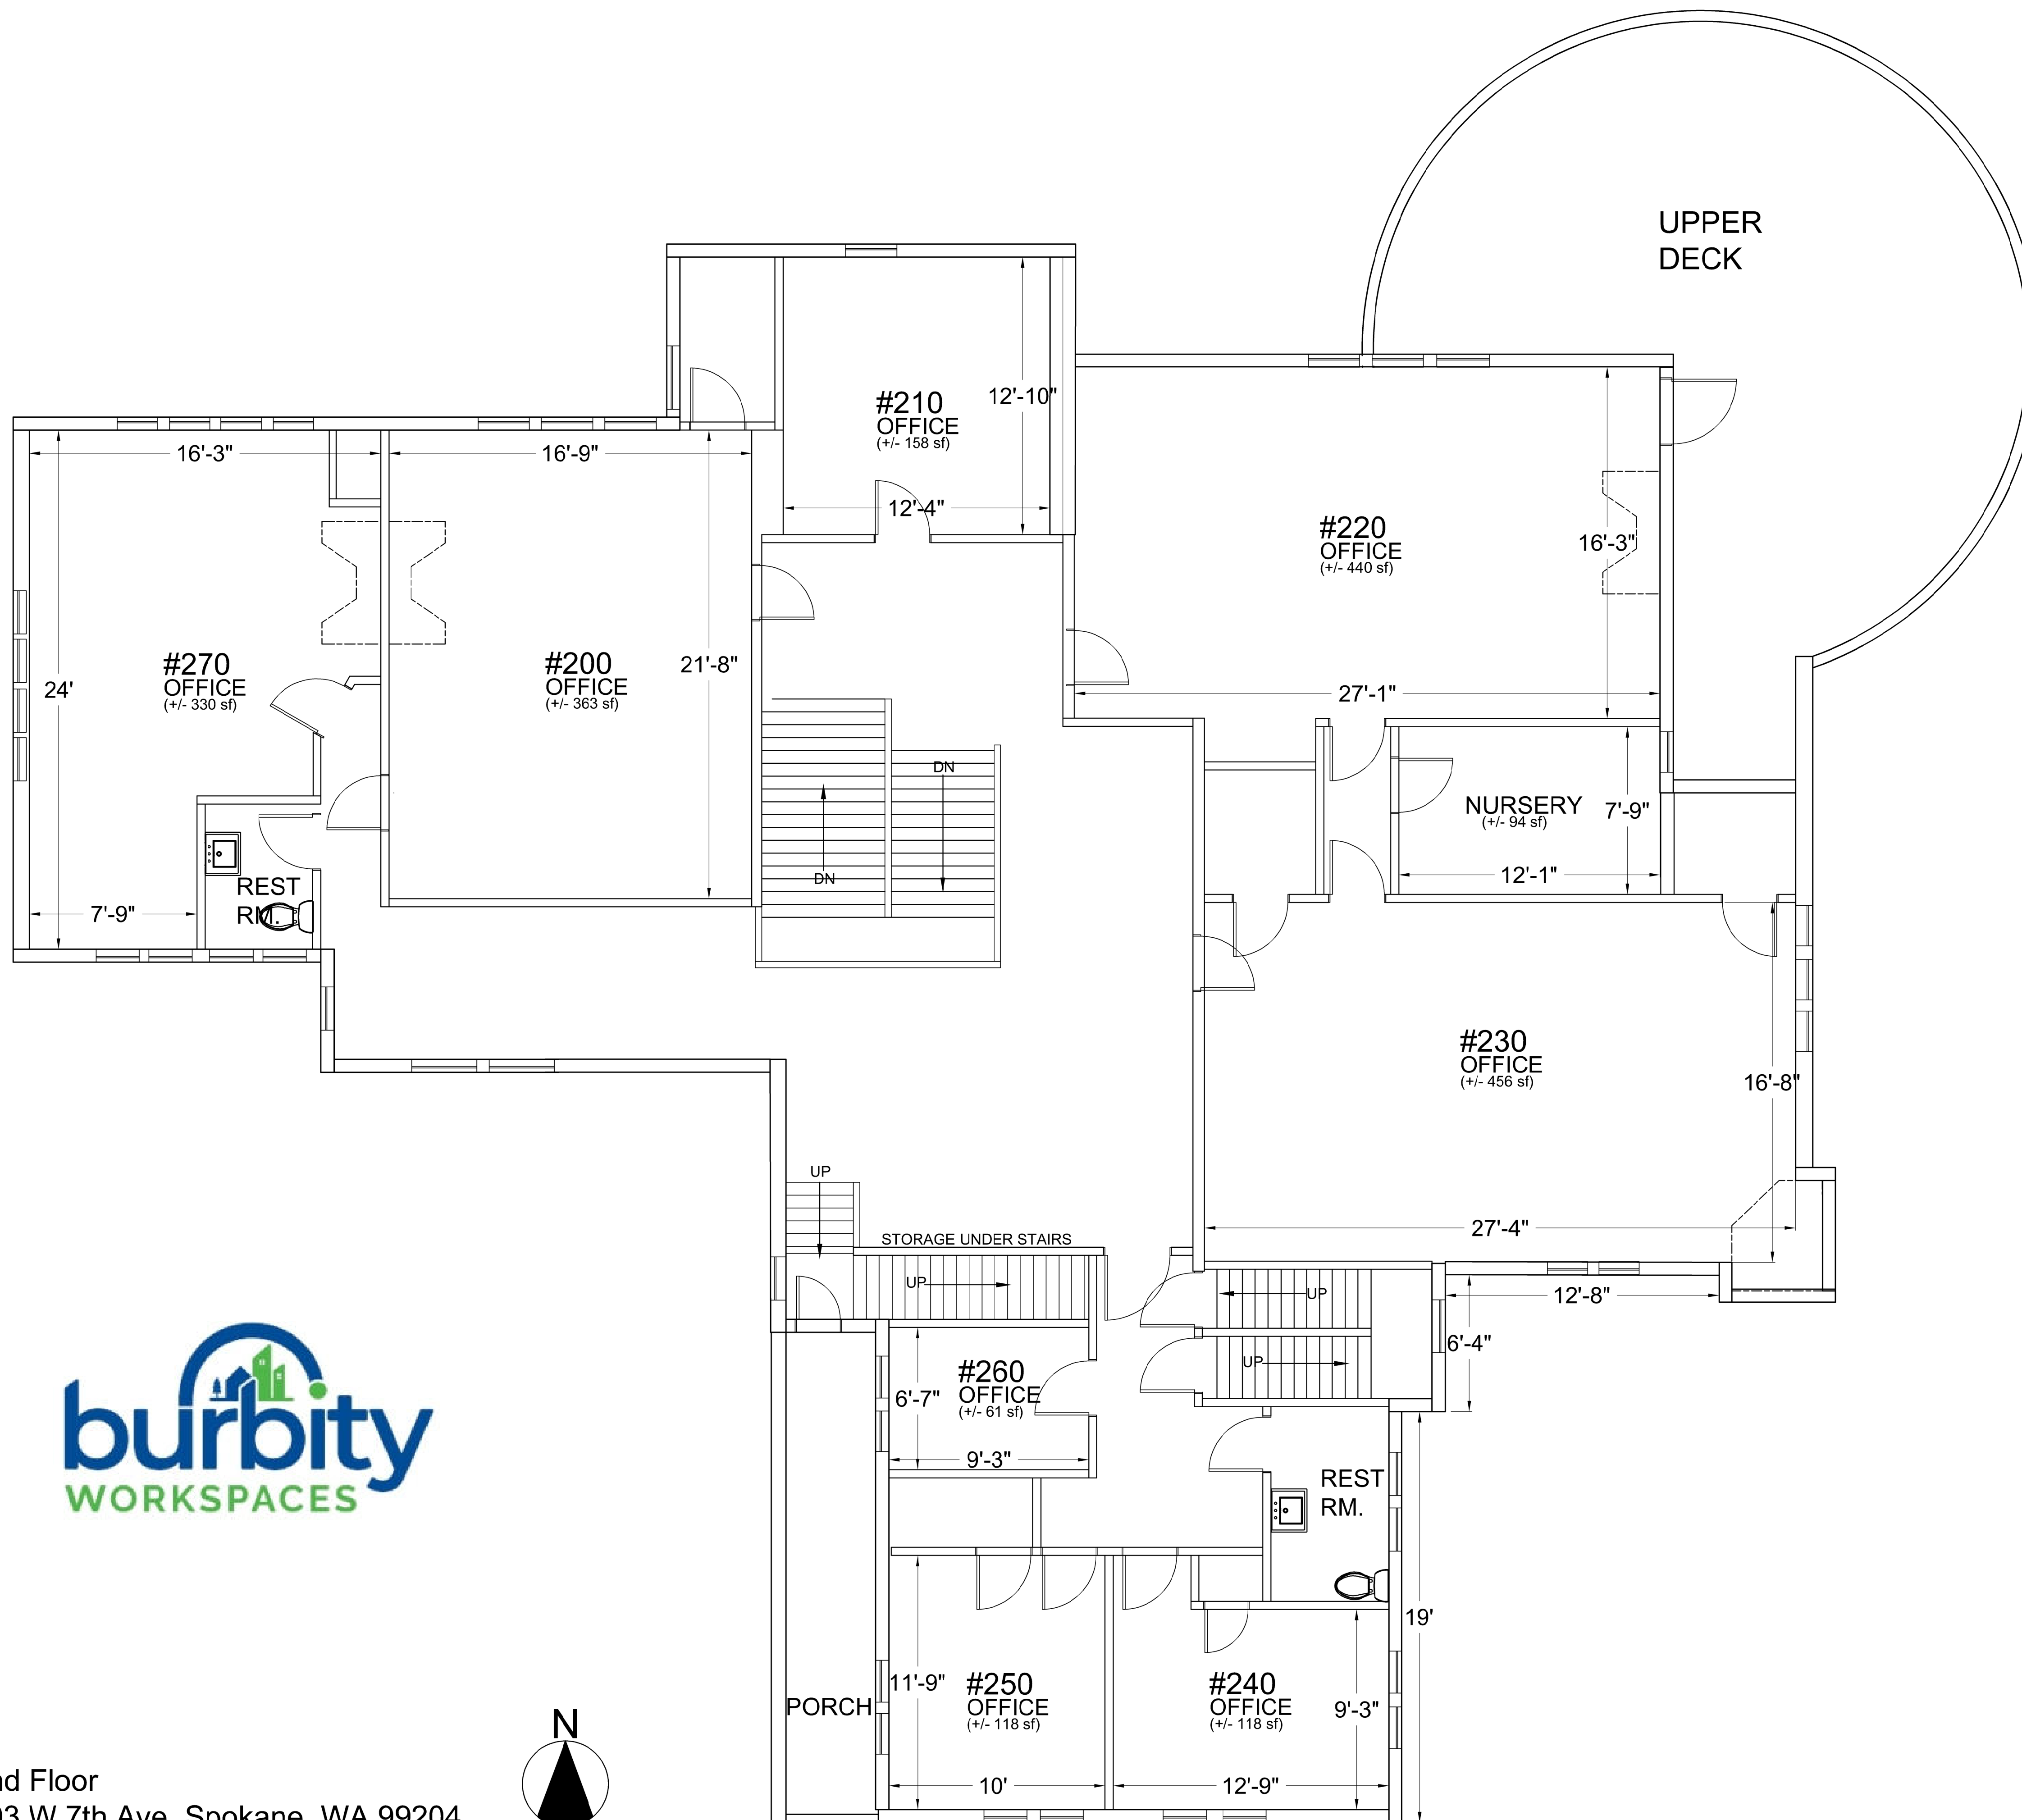 UPPER
DECK
#210
OFFICE
(+/- 158 sf)
12'-10"
12'-4"
16'-3"
16'-9"
#220
OFFICE
(+/- 440 sf)
16'-3"
27'-1"
#270
OFFICE
(+/- 330 sf)
24'
#200
OFFICE
(+/- 363 sf)
21'-8"
DN
DN
NURSERY
(+/- 94 sf)
7'-9"
12'-1"
REST
RM.
7'-9"
#230
OFFICE
(+/- 456 sf)
16'-8"
27'-4"
UP
STORAGE UNDER STAIRS
UP
UP
UP
12'-8"
6'-4"
#260
OFFICE
(+/- 61 sf)
6'-7"
9'-3"
REST
RM.
burbity
WORKSPACES
19'
11'-9"
#250
OFFICE
(+/- 118 sf)
10'
#240
OFFICE
(+/- 118 sf)
9'-3"
12'-9"
PORCH
N
Floor
W 7th Ave, Spokane, WA 99204